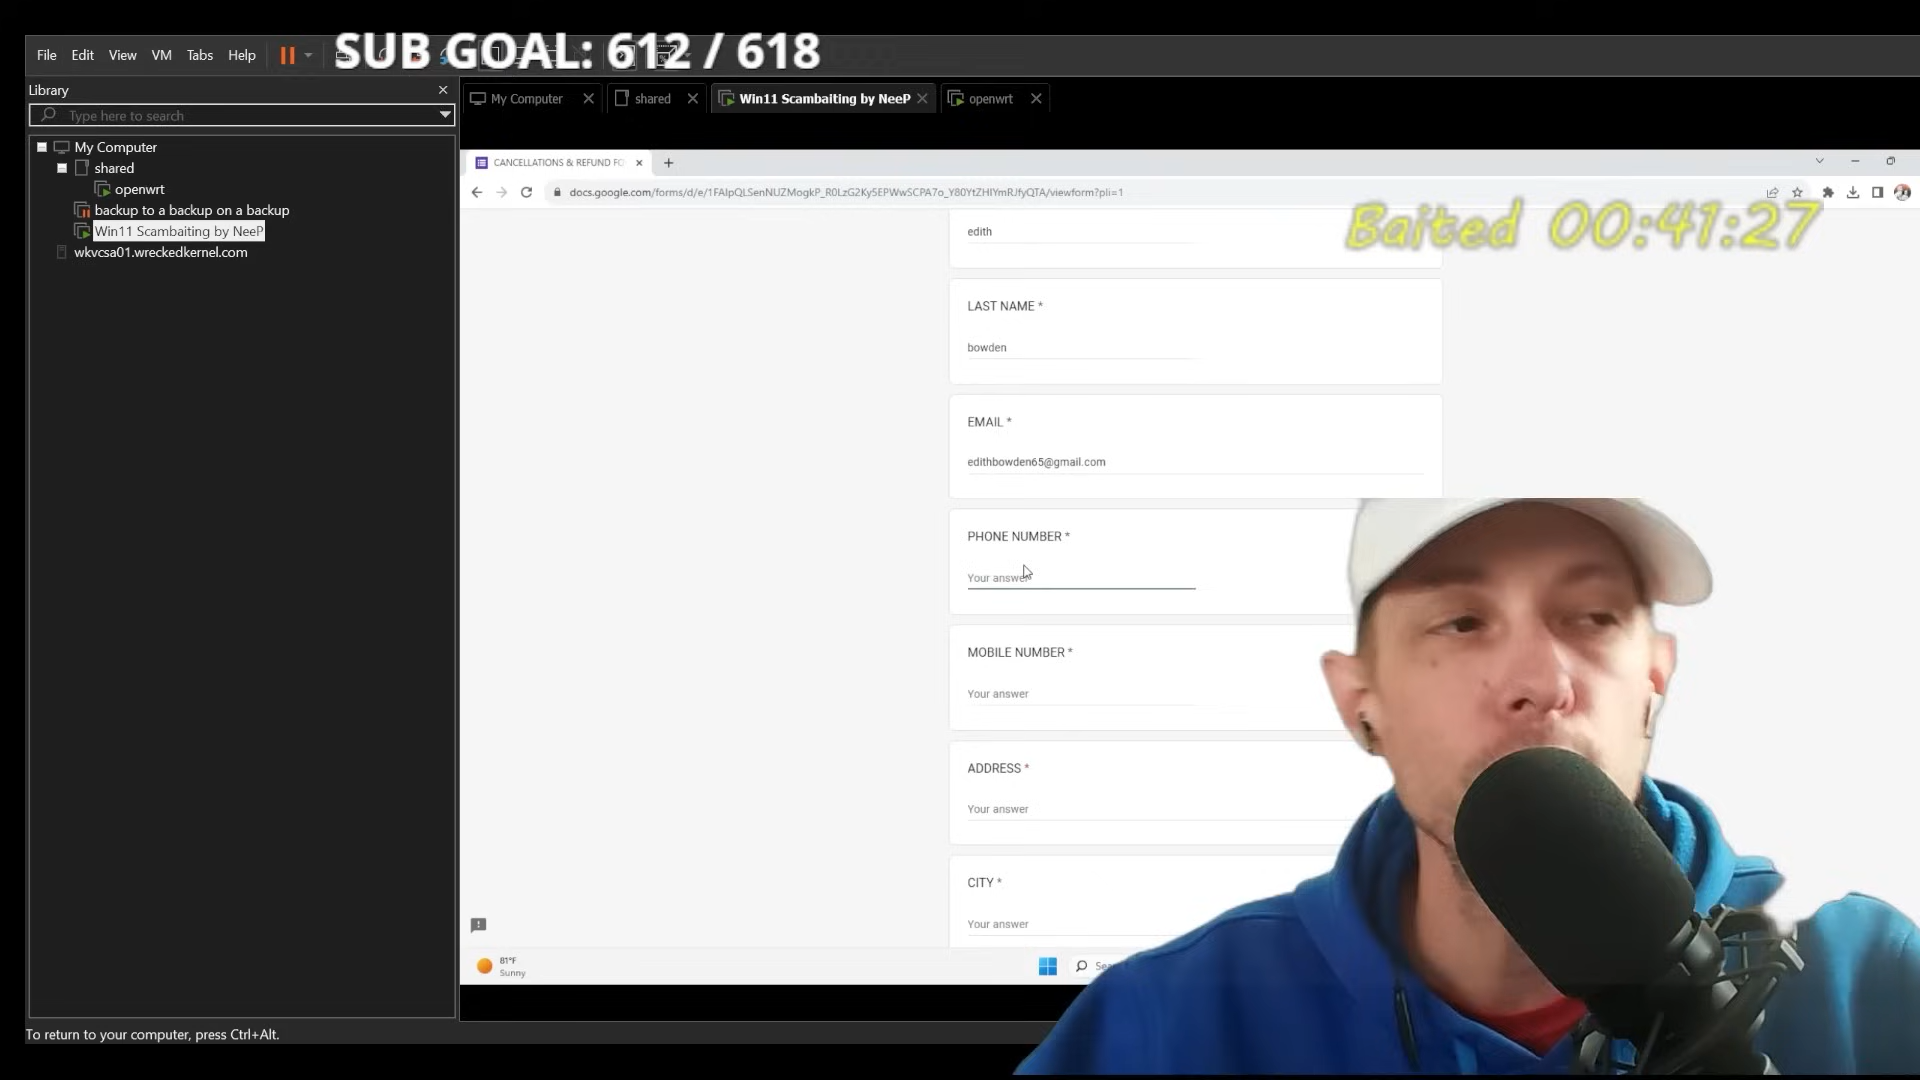 SUB GOAL: 612 / 618
File Edit View VM Tabs Help
Library
Type here to search
My Computer
shared
openwrt
backup to a backup on a backup
Win11 Scambaiting by NeeP
wkvcsa01.wreckedkernel.com
My Computer shared Win11 Scambaiting by NeeP openwrt
CANCELLATIONS & REFUND FO
docs.google.com/forms/d/e/1FAIpQLSenNUZMogkP_R0LzG2Ky5EPWwSCPA7o_Y80YtZHIYmRJfyQTA/viewform?pli=1
Baited 00:41:27
edith
LAST NAME *
bowden
EMAIL *
edithbowden65@gmail.com
PHONE NUMBER *
Your answer
MOBILE NUMBER *
Your answer
ADDRESS *
Your answer
CITY *
Your answer
81°F
Sunny
To return to your computer, press Ctrl+Alt.